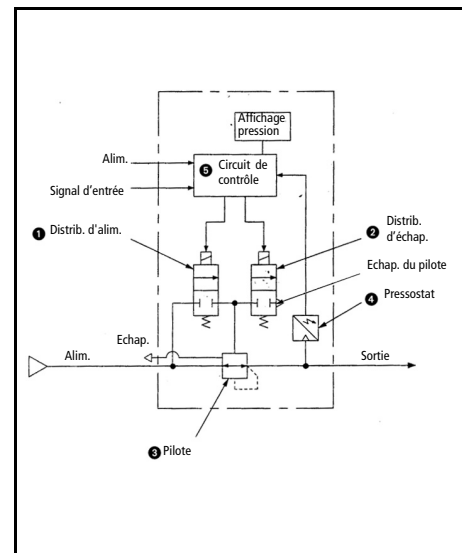 Affichage
pression
Alim.
❺ Circuit de
contrôle
Signal d'entrée
❶ Distrib. d'alim.
❷ Distrib.
d'échap.
Echap. du pilote
❹ Pressostat
Echap.
Alim.
Sortie
❸ Pilote